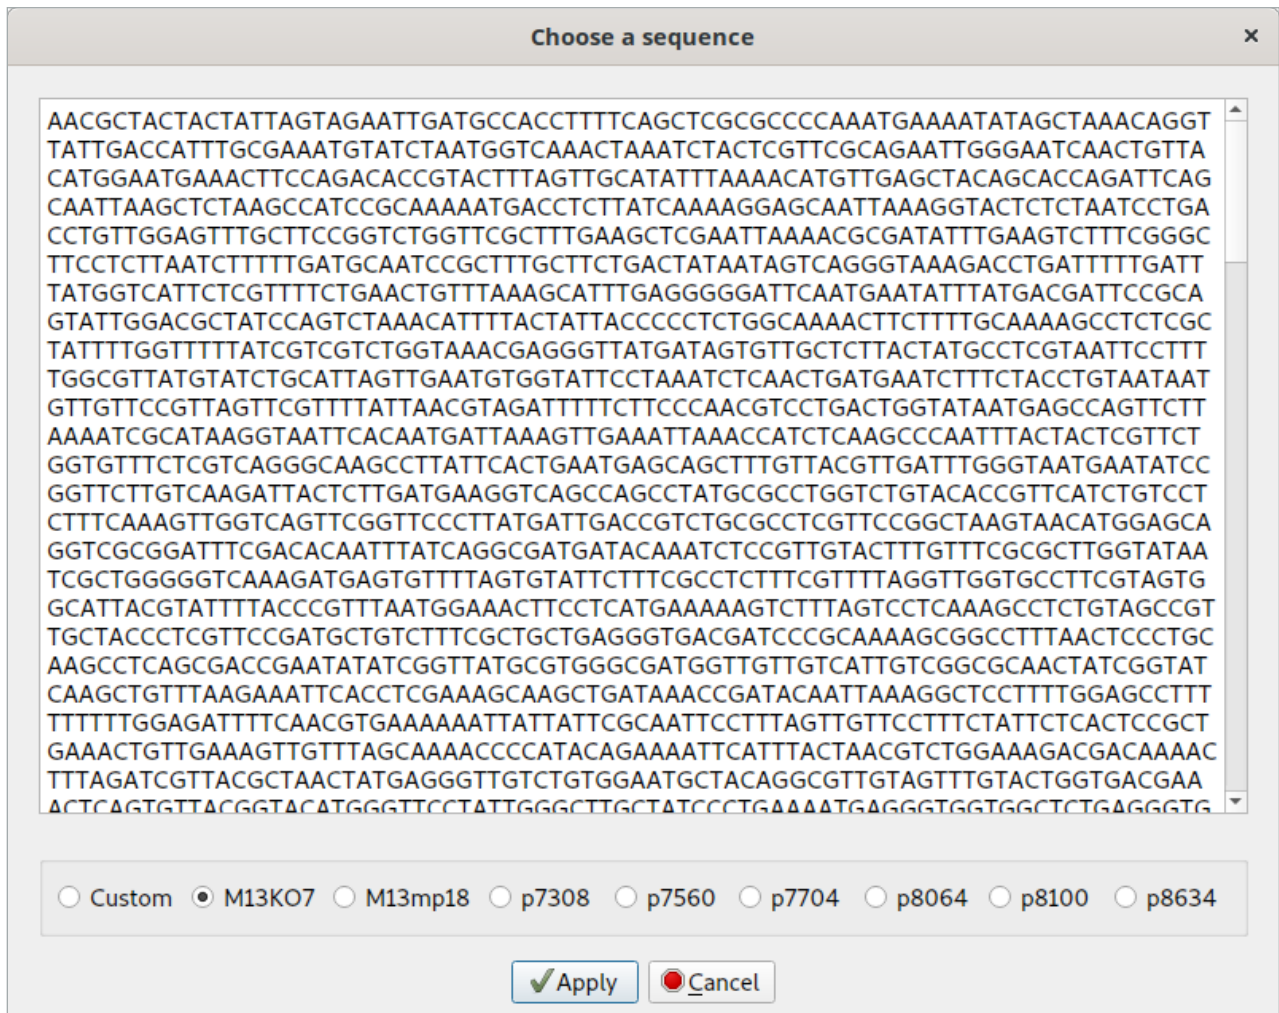 Choose a sequence
AACGCTACTACTATTAGTAGAATTGATGCCACCTTTTCAGCTCGCGCCCCAAATGAAAATATAGCTAAACAGGT
TATTGACCATTTGCGAAATGTATCTAATGGTCAAACTAAATCTACTCGTTCGCAGAATTGGGAATCAACTGTTA
CATGGAATGAAACTTCCAGACACCGTACTTTAGTTGCATATTTAAAACATGTTGAGCTACAGCACCAGATTCAG
CAATTAAGCTCTAAGCCATCCGCAAAAATGACCTCTTATCAAAAGGAGCAATTAAAGGTACTCTCTAATCCTGA
CCTGTTGGAGTTTGCTTCCGGTCTGGTTCGCTTTGAAGCTCGAATTAAAACGCGATATTTGAAGTCTTTCGGGC
TTCCTCTTAATCTTTTTGATGCAATCCGCTTTGCTTCTGACTATAATAGTCAGGGTAAAGACCTGATTTTTGATT
TATGGTCATTCTCGTTTTCTGAACTGTTTAAAGCATTTGAGGGGGATTCAATGAATATTTATGACGATTCCGCA
GTATTGGACGCTATCCAGTCTAAACATTTTACTATTACCCCCTCTGGCAAAACTTCTTTTGCAAAAGCCTCTCGC
TATTTTGGTTTTTATCGTCGTCTGGTAAACGAGGGTTATGATAGTGTTGCTCTTACTATGCCTCGTAATTCCTTT
TGGCGTTATGTATCTGCATTAGTTGAATGTGGTATTCCTAAATCTCAACTGATGAATCTTTCTACCTGTAATAAT
GTTGTTCCGTTAGTTCGTTTTATTAACGTAGATTTTTCTTCCCAACGTCCTGACTGGTATAATGAGCCAGTTCTT
AAAATCGCATAAGGTAATTCACAATGATTAAAGTTGAAATTAAACCATCTCAAGCCCAATTTACTACTCGTTCT
GGTGTTTCTCGTCAGGGCAAGCCTTATTCACTGAATGAGCAGCTTTGTTACGTTGATTTGGGTAATGAATATCC
GGTTCTTGTCAAGATTACTCTTGATGAAGGTCAGCCAGCCTATGCGCCTGGTCTGTACACCGTTCATCTGTCCT
CTTTCAAAGTTGGTCAGTTCGGTTCCCTTATGATTGACCGTCTGCGCCTCGTTCCGGCTAAGTAACATGGAGCA
GGTCGCGGATTTCGACACAATTTATCAGGCGATGATACAAATCTCCGTTGTACTTTGTTTCGCGCTTGGTATAA
TCGCTGGGGGTCAAAGATGAGTGTTTTAGTGTATTCTTTCGCCTCTTTCGTTTTAGGTTGGTGCCTTCGTAGTG
GCATTACGTATTTTACCCGTTTAATGGAAACTTCCTCATGAAAAAGTCTTTAGTCCTCAAAGCCTCTGTAGCCGT
TGCTACCCTCGTTCCGATGCTGTCTTTCGCTGCTGAGGGTGACGATCCCGCAAAAGCGGCCTTTAACTCCCTGC
AAGCCTCAGCGACCGAATATATCGGTTATGCGTGGGCGATGGTTGTTGTCATTGTCGGCGCAACTATCGGTAT
CAAGCTGTTTAAGAAATTCACCTCGAAAGCAAGCTGATAAACCGATACAATTAAAGGCTCCTTTTGGAGCCTTT
TTTTTTGGAGATTTTCAACGTGAAAAAATTATTATTCGCAATTCCTTTAGTTGTTCCTTTCTATTCTCACTCCGCT
GAAACTGTTGAAAGTTGTTTAGCAAAACCCCATACAGAAAATTCATTTACTAACGTCTGGAAAGACGACAAAAC
TTTAGATCGTTACGCTAACTATGAGGGTTGTCTGTGGAATGCTACAGGCGTTGTAGTTTGTACTGGTGACGAA
ACTCAGTGTTACGGTACATGGGTTCCTATTGGGCTTGCTATCCCTGAAAATGAGGGTGGTGGCTCTGAGGGTG
Custom M13KO7 M13mp18 p7308 p7560 p7704 p8064 p8100 p8634
Apply Cancel